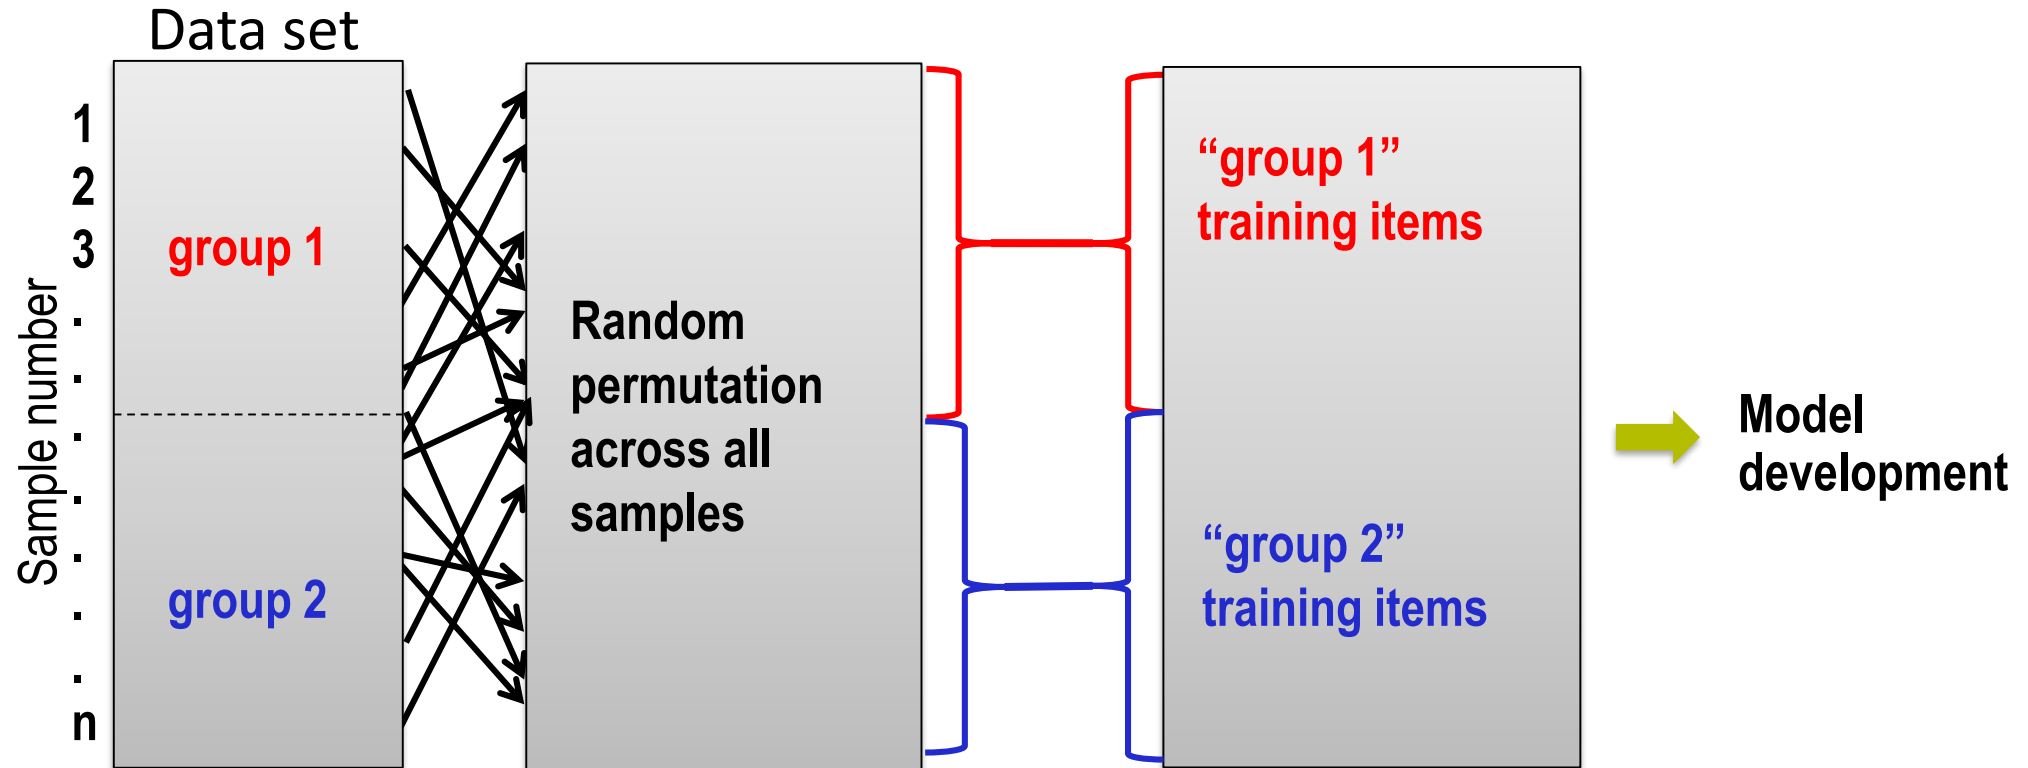 Data set
Sample number
1
2
3
.
.
.
.
.
.
.
n
group 1
group 2
Random
permutation
across all
samples
“group 1”
training items
“group 2”
training items
Model
development